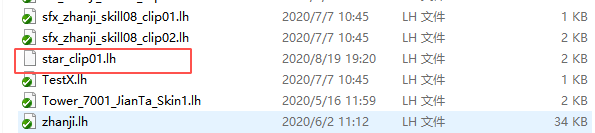 sfx_zhanji_skill08_clip01.lh 2020/7/7 10:45 LH 文件 1 KB
sfx_zhanji_skill08_clip02.lh 2020/7/7 10:45 LH 文件 1 KB
star_clip01.lh 2020/8/19 19:20 LH 文件 2 KB
TestX.lh 2020/7/7 10:45 LH 文件 1 KB
Tower_7001_JianTa_Skin1.lh 2020/5/16 11:59 LH 文件 2 KB
zhanji.lh 2020/6/2 11:12 LH 文件 34 KB